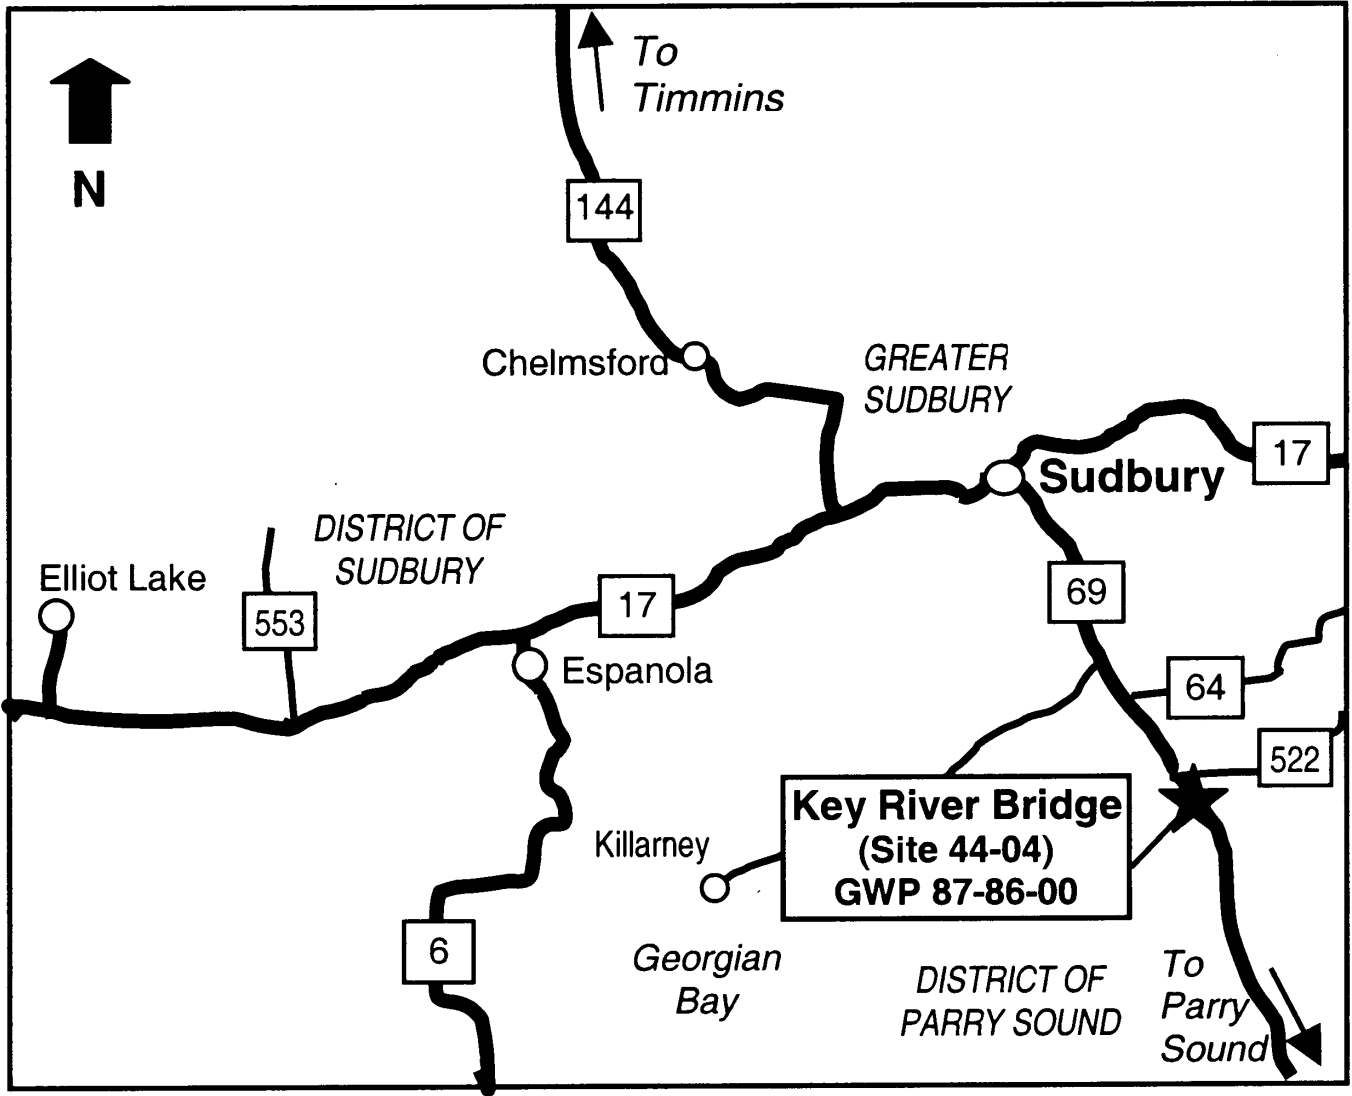 To
Timmins
N
144
Chelmsford
GREATER
SUDBURY
17
Sudbury
DISTRICT OF
SUDBURY
Elliot Lake
553
17
69
Espanola
64
522
Key River Bridge
(Site 44-04)
GWP 87-86-00
Killarney
6
Georgian
Bay
DISTRICT OF
PARRY SOUND
To
Parry
Sound